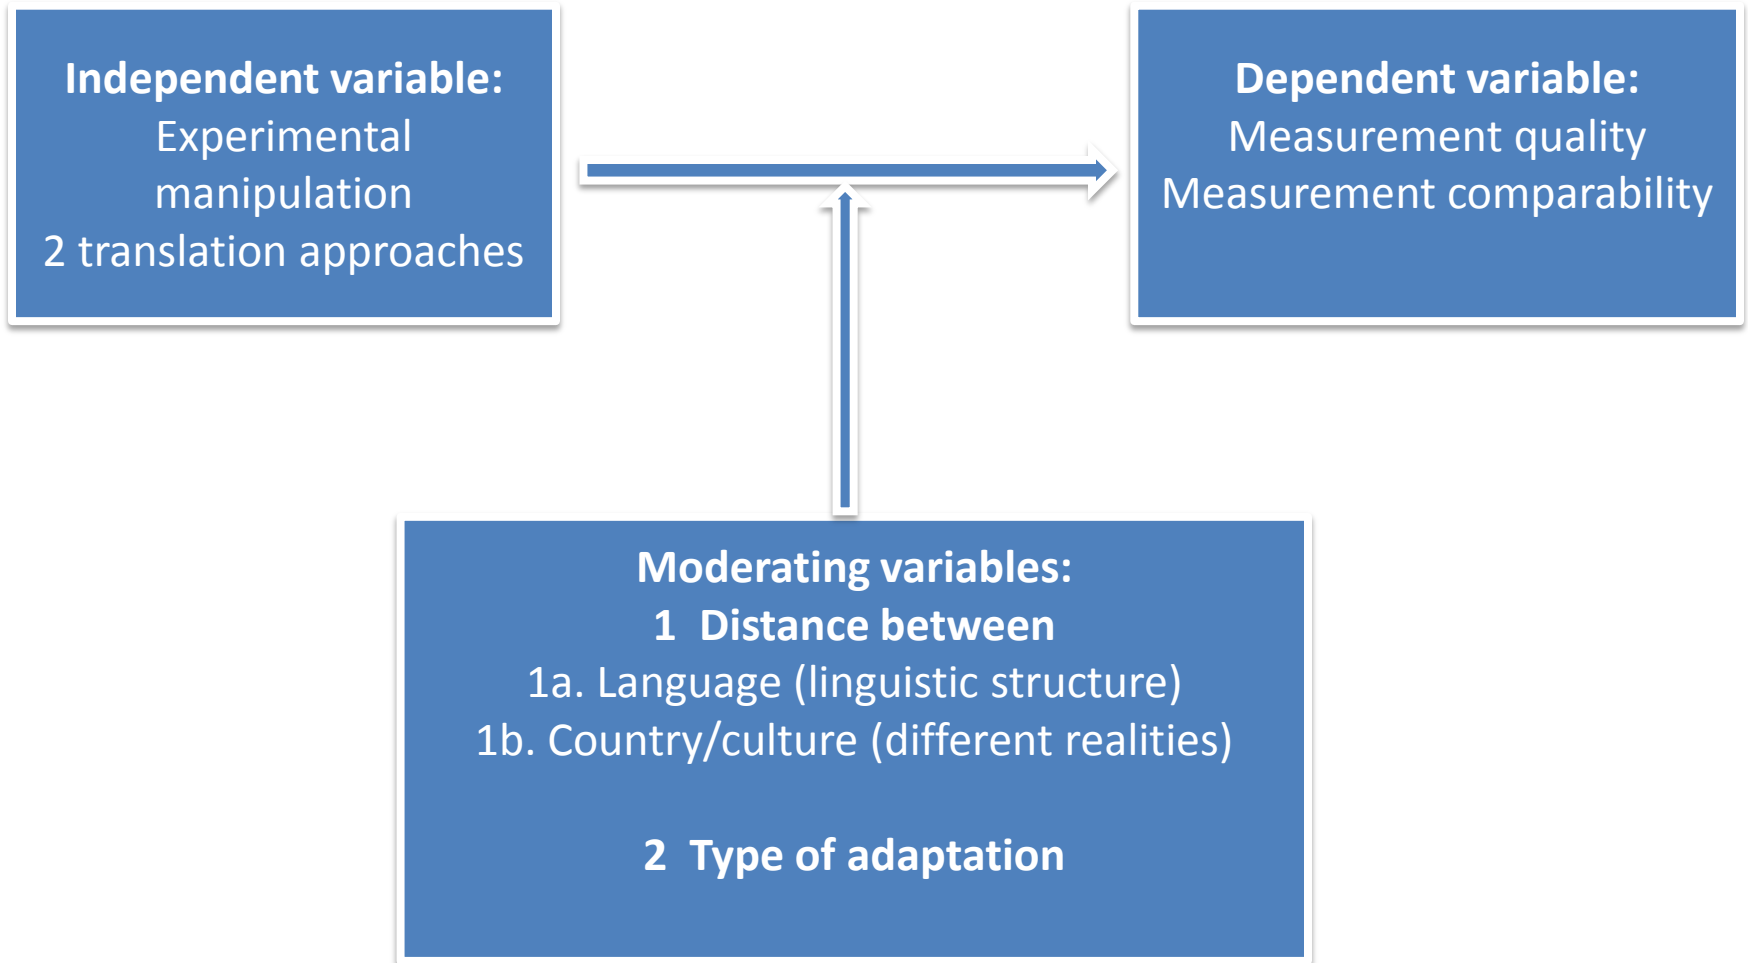 Independent variable:
Experimental
manipulation
2 translation approaches
Dependent variable:
Measurement quality
Measurement comparability
Moderating variables:
1 Distance between
1a. Language (linguistic structure)
1b. Country/culture (different realities)
2 Type of adaptation